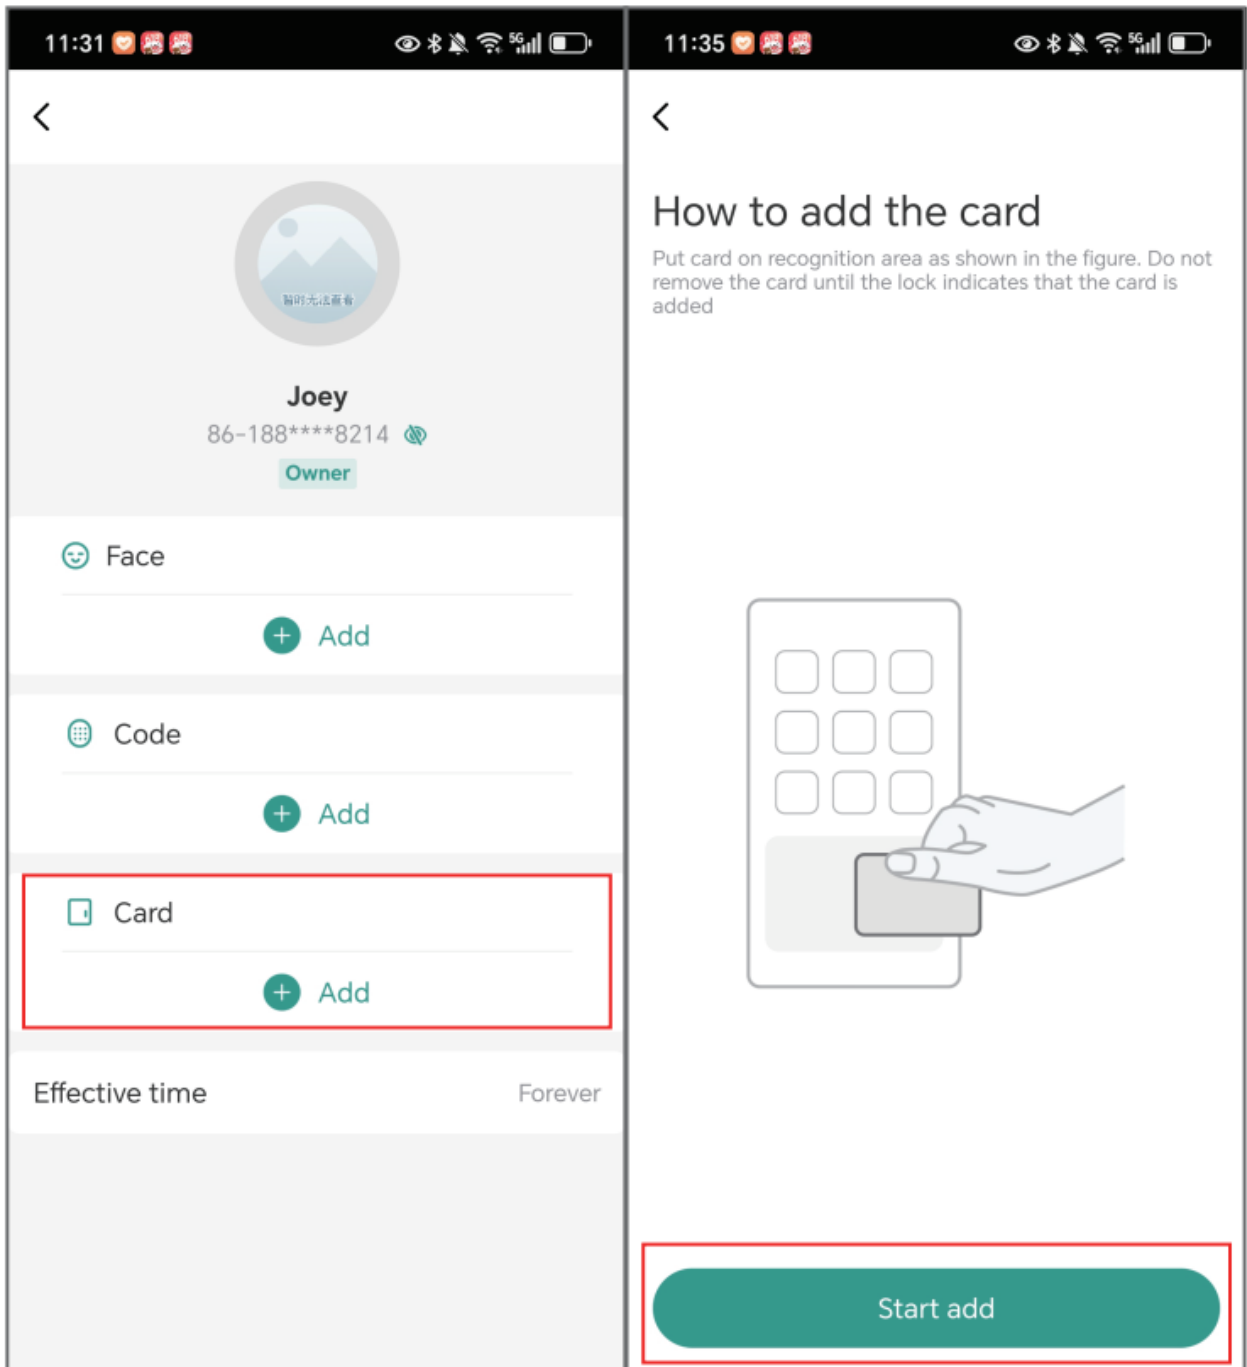 11:31
5G
Joey
86-188****8214
Owner
Face
Add
Code
Add
Card
Add
Effective time
Forever
11:35
5G
How to add the card
Put card on recognition area as shown in the figure. Do not
remove the card until the lock indicates that the card is
added
Start add